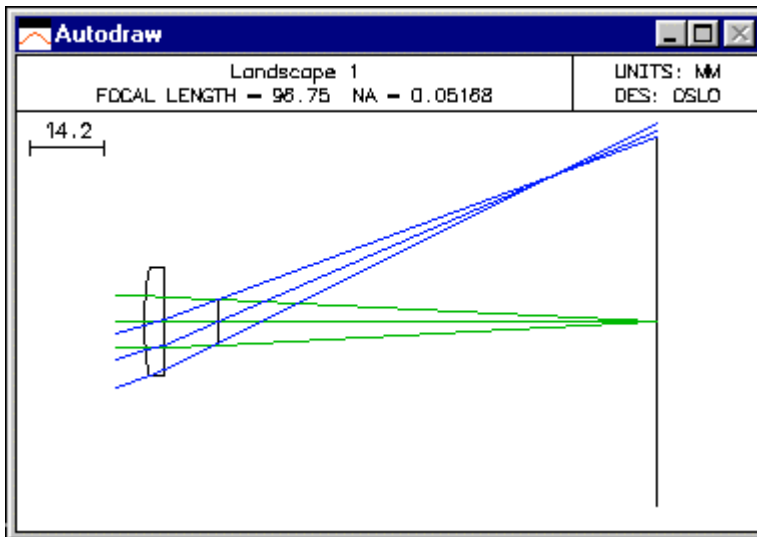 Autodraw
Landscape 1
FOCAL LENGTH = 96.75 NA = 0.05168
UNITS: MM
DES: OSLO
14.2